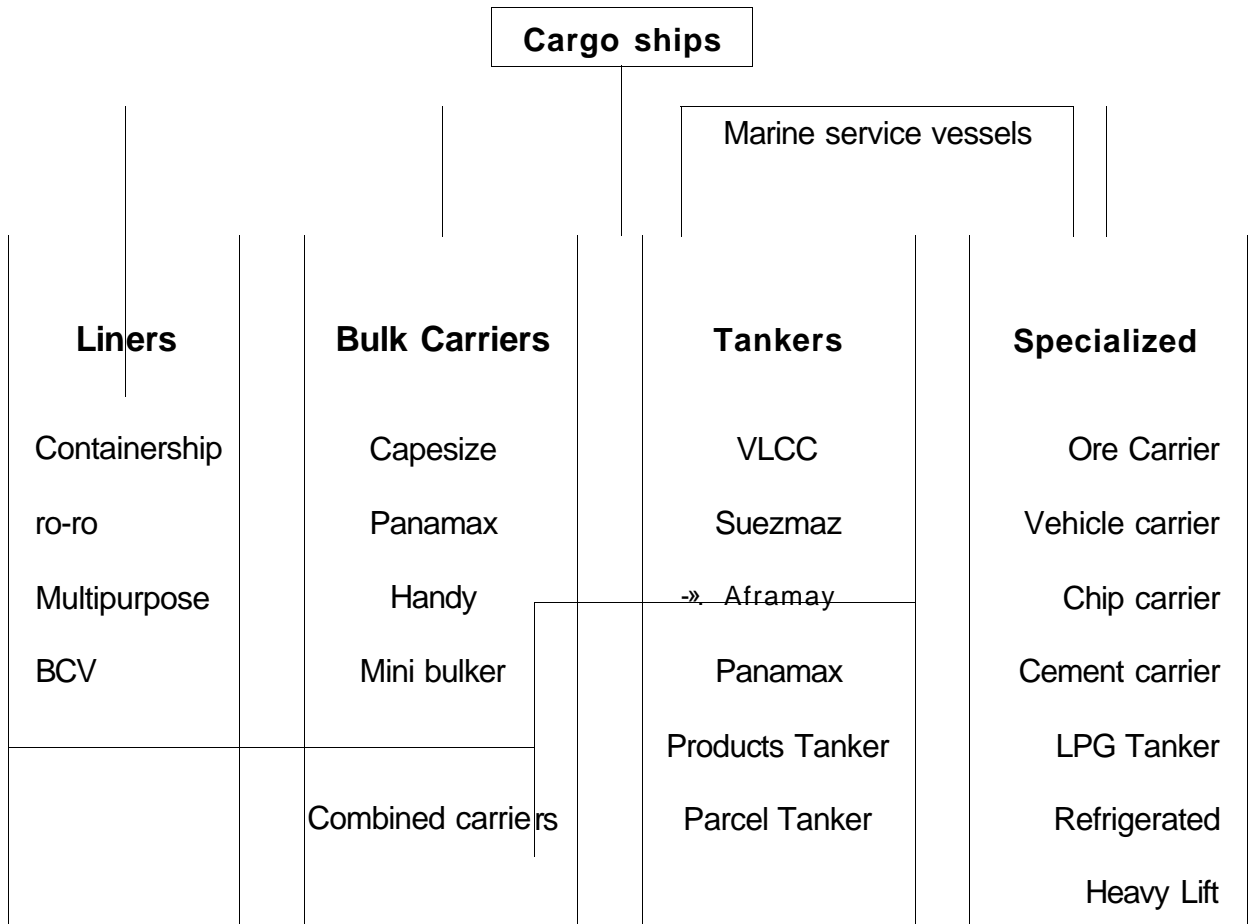 Cargo ships
Marine service vessels
Liners
Containership
ro-ro
Multipurpose
BCV
Bulk Carriers
Capesize
Panamax
Handy
Mini bulker
Combined carriers
Tankers
VLCC
Suezmaz
-». Aframay
Panamax
Products Tanker
Parcel Tanker
Specialized
Ore Carrier
Vehicle carrier
Chip carrier
Cement carrier
LPG Tanker
Refrigerated
Heavy Lift